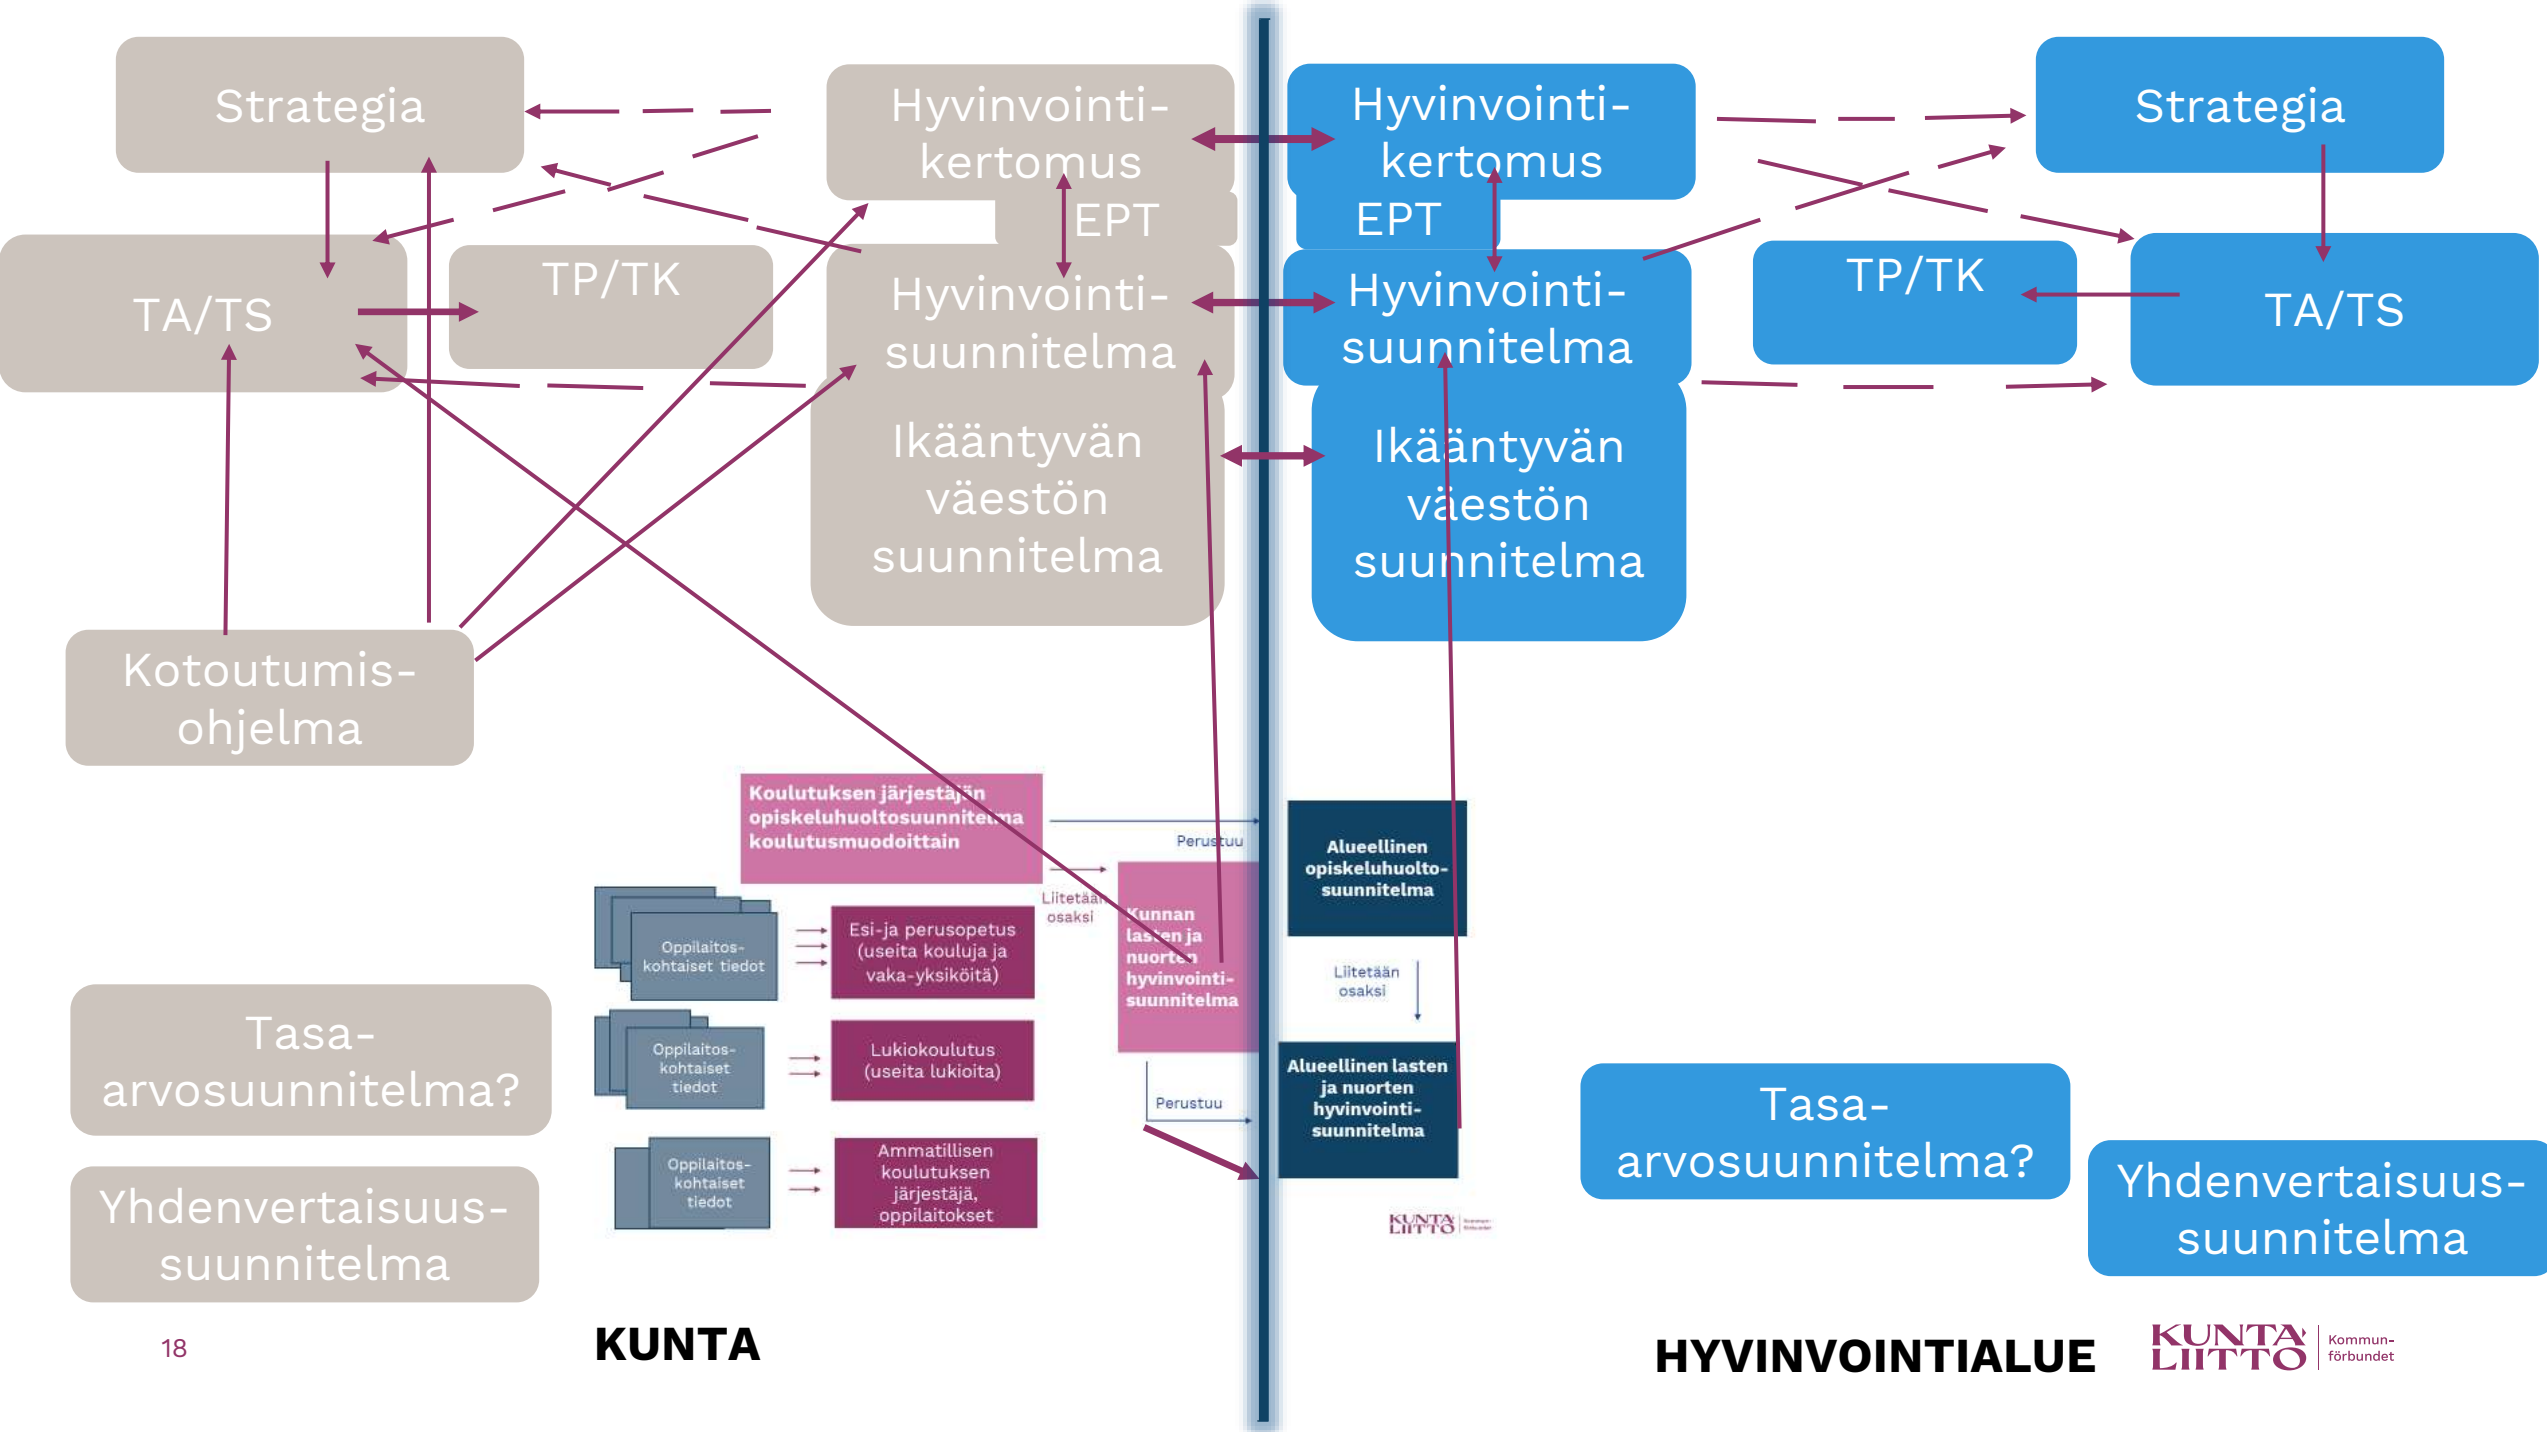 Strategia
Hyvinvointi-
kertomus
EPT
Hyvinvointi-
suunnitelma
TA/TS
TP/TK
Ikääntyvän
väestön
suunnitelma
Kotoutumis-
ohjelma
Hyvinvointi-
kertomus
EPT
Hyvinvointi-
suunnitelma
Ikääntyvän
väestön
suunnitelma
Strategia
TP/TK
TA/TS
Koulutuksen järjestäjän
opiskeluhuoltosuunnitelma
koulutusmuodoittain
Perustuu
Liitetään
osaksi
Kunnan
lasten ja
nuorten
hyvinvointi-
suunnitelma
Oppilaitos-
kohtaiset tiedot
Esi-ja perusopetus
(useita kouluja ja
vaka-yksiköitä)
Oppilaitos-
kohtaiset
tiedot
Lukiokoulutus
(useita lukioita)
Perustuu
Oppilaitos-
kohtaiset
tiedot
Ammatillisen
koulutuksen
järjestäjä,
oppilaitokset
Alueellinen
opiskeluhuolto-
suunnitelma
Liitetään
osaksi
Alueellinen lasten
ja nuorten
hyvinvointi-
suunnitelma
KUNTA
LIITTO
Tasa-
arvosuunnitelma?
Yhdenvertaisuus-
suunnitelma
Tasa-
arvosuunnitelma?
Yhdenvertaisuus-
suunnitelma
18
KUNTA
HYVINVOINTIALUE
KUNTA
LIITTO
Kommun-
förbundet